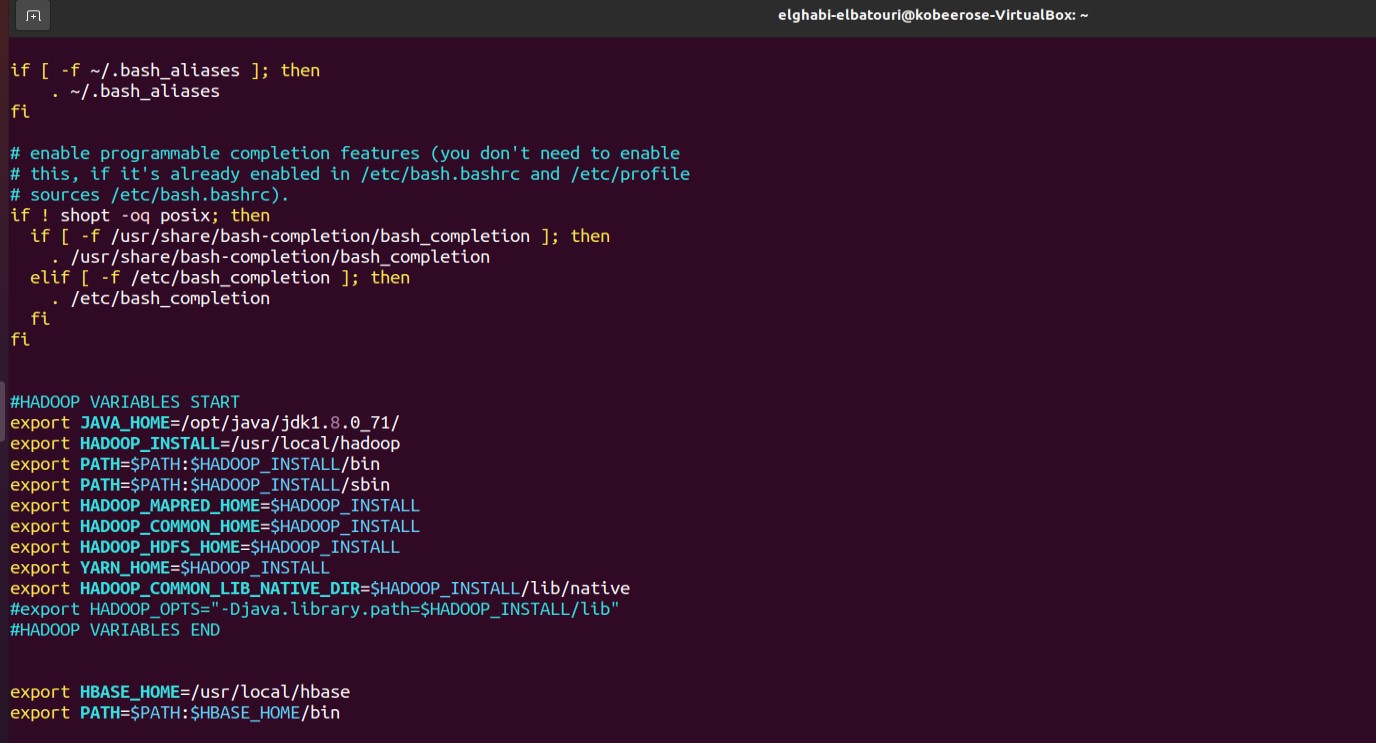 elghabi-elbatouri@kobeerose-VirtualBox: ~
if [ -f ~/.bash_aliases ]; then
    . ~/.bash_aliases
fi
# enable programmable completion features (you don't need to enable
# this, if it's already enabled in /etc/bash.bashrc and /etc/profile
# sources /etc/bash.bashrc).
if ! shopt -oq posix; then
  if [ -f /usr/share/bash-completion/bash_completion ]; then
    . /usr/share/bash-completion/bash_completion
  elif [ -f /etc/bash_completion ]; then
    . /etc/bash_completion
  fi
fi
#HADOOP VARIABLES START
export JAVA_HOME=/opt/java/jdk1.8.0_71/
export HADOOP_INSTALL=/usr/local/hadoop
export PATH=$PATH:$HADOOP_INSTALL/bin
export PATH=$PATH:$HADOOP_INSTALL/sbin
export HADOOP_MAPRED_HOME=$HADOOP_INSTALL
export HADOOP_COMMON_HOME=$HADOOP_INSTALL
export HADOOP_HDFS_HOME=$HADOOP_INSTALL
export YARN_HOME=$HADOOP_INSTALL
export HADOOP_COMMON_LIB_NATIVE_DIR=$HADOOP_INSTALL/lib/native
#export HADOOP_OPTS="-Djava.library.path=$HADOOP_INSTALL/lib"
#HADOOP VARIABLES END
export HBASE_HOME=/usr/local/hbase
export PATH=$PATH:$HBASE_HOME/bin